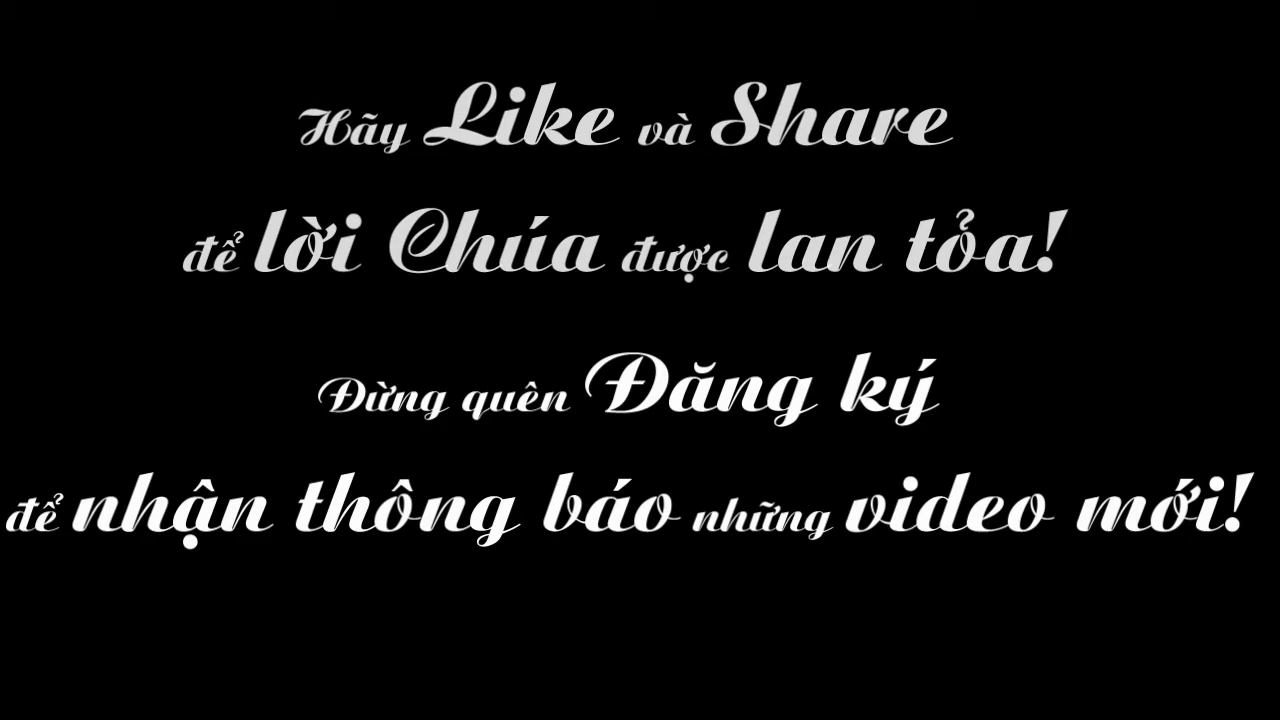 Hãy Like và Share
để lời Chúa được lan tỏa!
Đừng quên Đăng ký
để nhận thông báo những video mới!